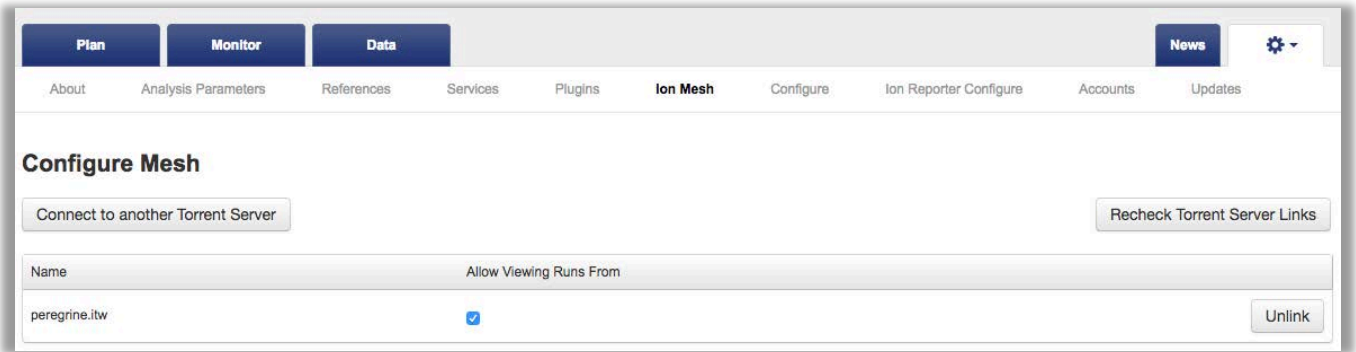 Plan Monitor Data News
About Analysis Parameters References Services Plugins Ion Mesh Configure Ion Reporter Configure Accounts Updates
Configure Mesh
Connect to another Torrent Server Recheck Torrent Server Links
Name Allow Viewing Runs From
peregrine.itw Unlink